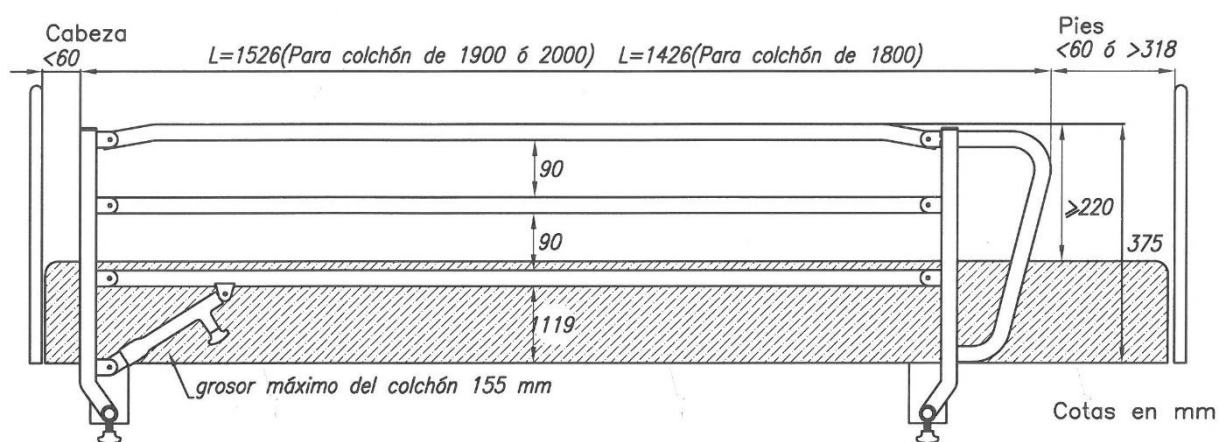 Cabeza
<60
L=1526(Para colchón de 1900 ó 2000) L=1426(Para colchón de 1800)
Pies
<60 ó >318
90
90
≥220
375
1119
grosor máximo del colchón 155 mm
Cotas en mm